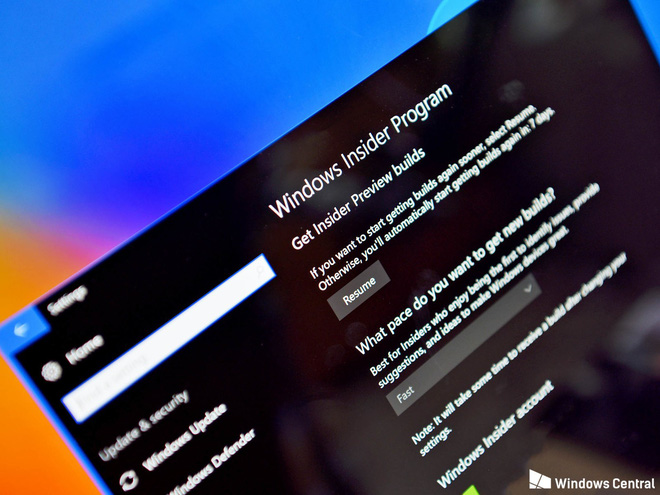 Settings
Home
Find a setting
Update & security
Windows Update
Windows Defender
Windows Insider Program
Get Insider Preview builds
If you want to start getting builds again sooner, select Resume.
Otherwise, you'll automatically start getting builds again in 7 days
Resume
What pace do you want to get new builds?
Best for Insiders who enjoy being the first to identify issues, provide
suggestions, and ideas to make Windows devices great.
Fast
Note: It will take some time to receive a build after changing your
settings.
Windows Insider account
Windows Central